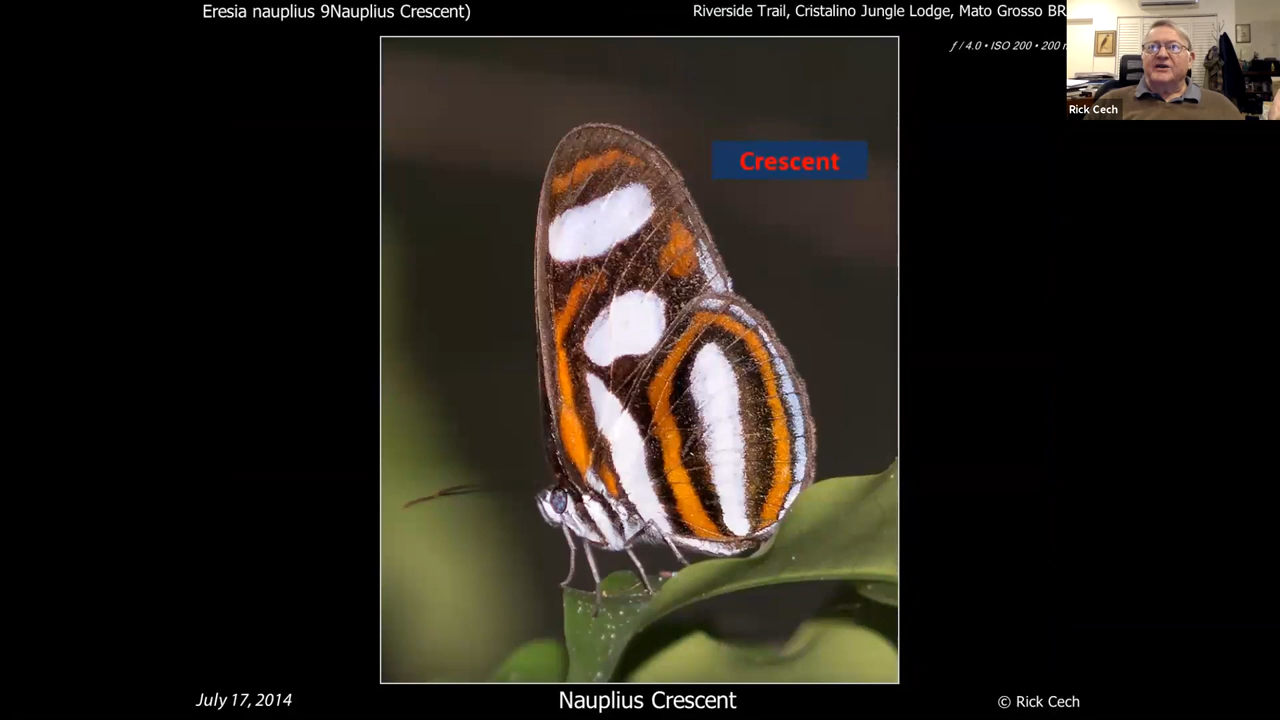 Eresia nauplius 9Nauplius Crescent)
Riverside Trail, Cristalino Jungle Lodge, Mato Grosso BR
ƒ / 4.0 • ISO 200 • 200
Rick Cech
Crescent
July 17, 2014
Nauplius Crescent
© Rick Cech